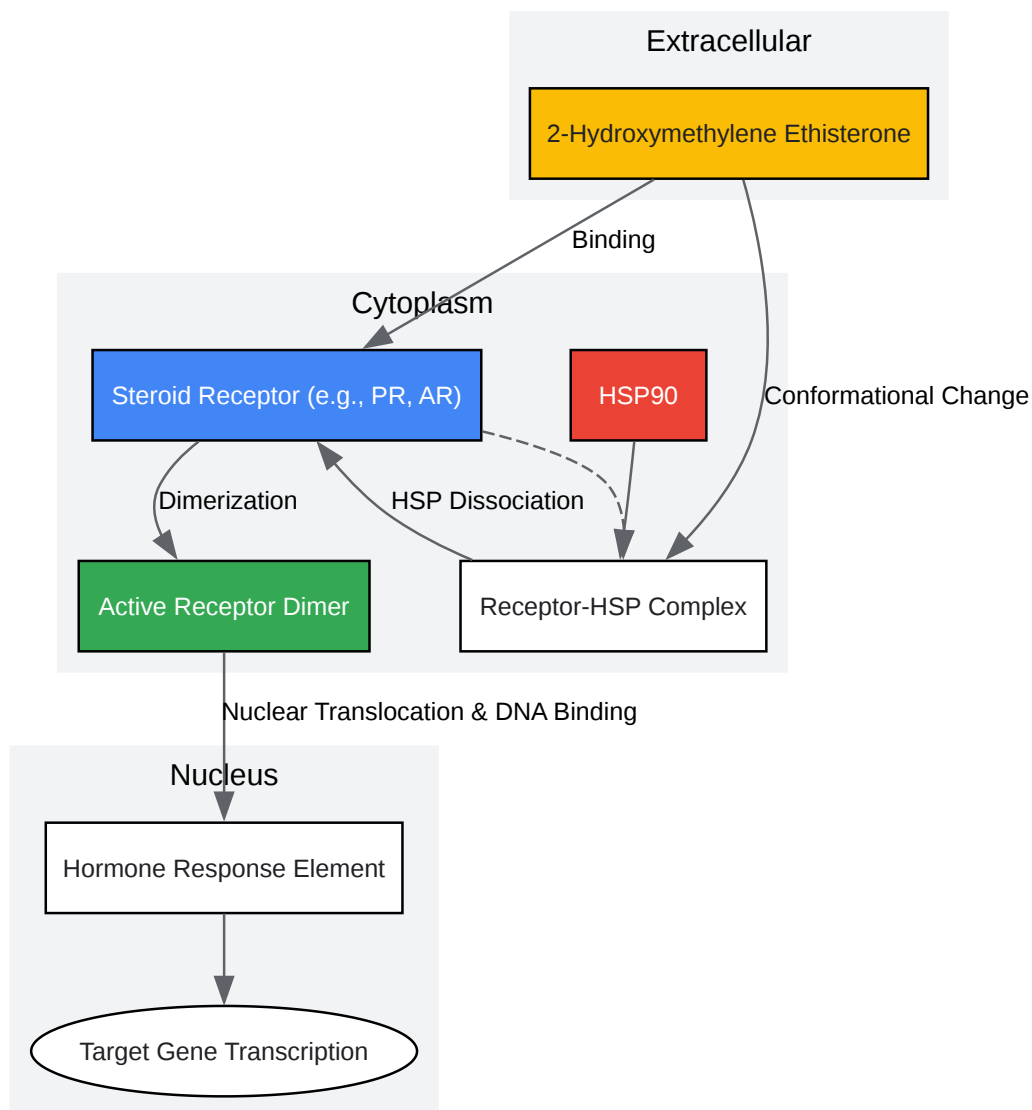 Extracellular
2-Hydroxymethylene Ethisterone
Binding
Cytoplasm
Steroid Receptor (e.g., PR, AR)
HSP90
Conformational Change
Dimerization
HSP Dissociation
Active Receptor Dimer
Receptor-HSP Complex
Nuclear Translocation & DNA Binding
Nucleus
Hormone Response Element
Target Gene Transcription